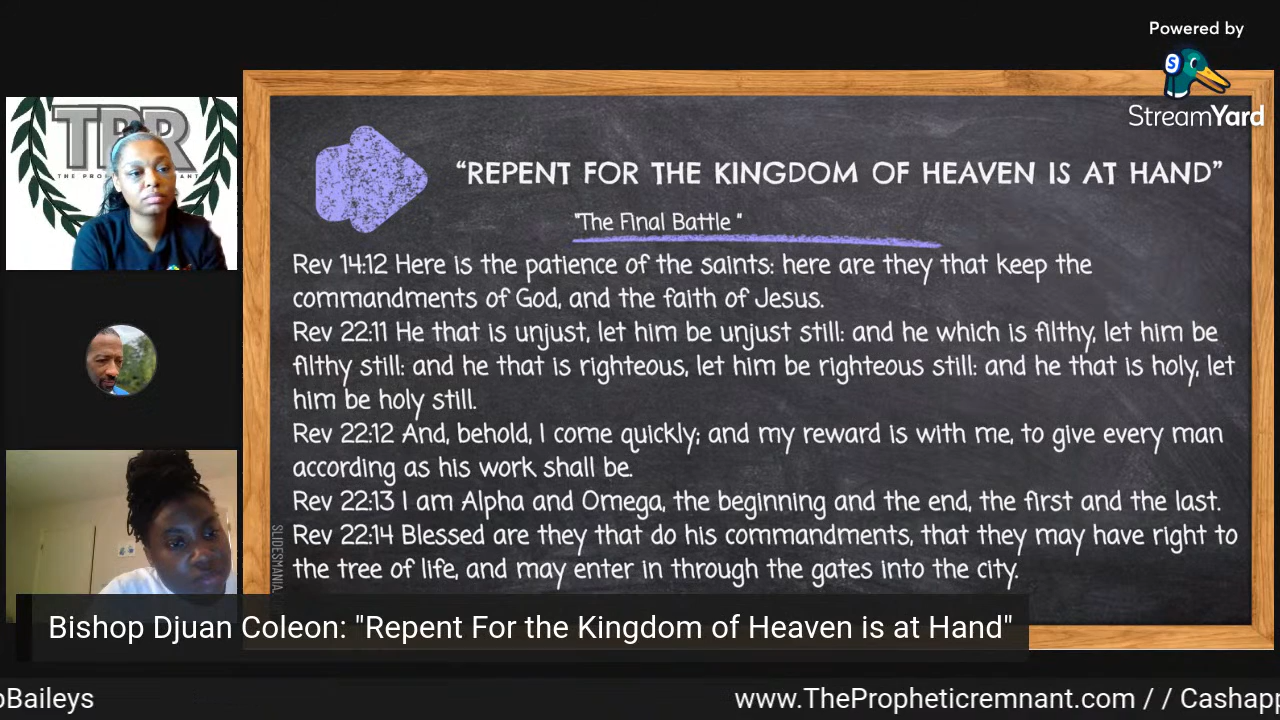 Powered by
StreamYard
TPR
"REPENT FOR THE KINGDOM OF HEAVEN IS AT HAND"
"The Final Battle "
Rev 14:12 Here is the patience of the saints: here are they that keep the
commandments of God, and the faith of Jesus.
Rev 22:11 He that is unjust, let him be unjust still: and he which is filthy, let him be
filthy still: and he that is righteous, let him be righteous still: and he that is holy, let
him be holy still.
Rev 22:12 And, behold, I come quickly; and my reward is with me, to give every man
according as his work shall be.
Rev 22:13 I am Alpha and Omega, the beginning and the end, the first and the last.
Rev 22:14 Blessed are they that do his commandments, that they may have right to
the tree of life, and may enter in through the gates into the city.
SLIDESMANIA
Bishop Djuan Coleon: "Repent For the Kingdom of Heaven is at Hand"
Baileys www.ThePropheticremnant.com / / Cashapp